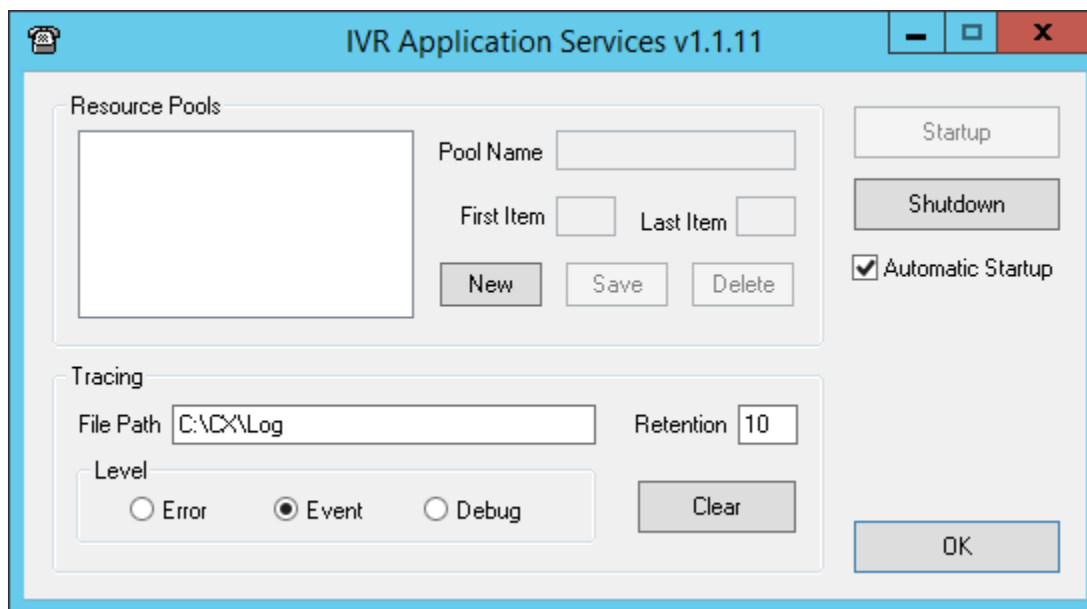 IVR Application Services v1.1.11
Resource Pools
Pool Name
First Item Last Item
New Save Delete
Startup
Shutdown
Automatic Startup
Tracing
File Path C:\CX\Log Retention 10
Level
Error Event Debug
Clear
OK